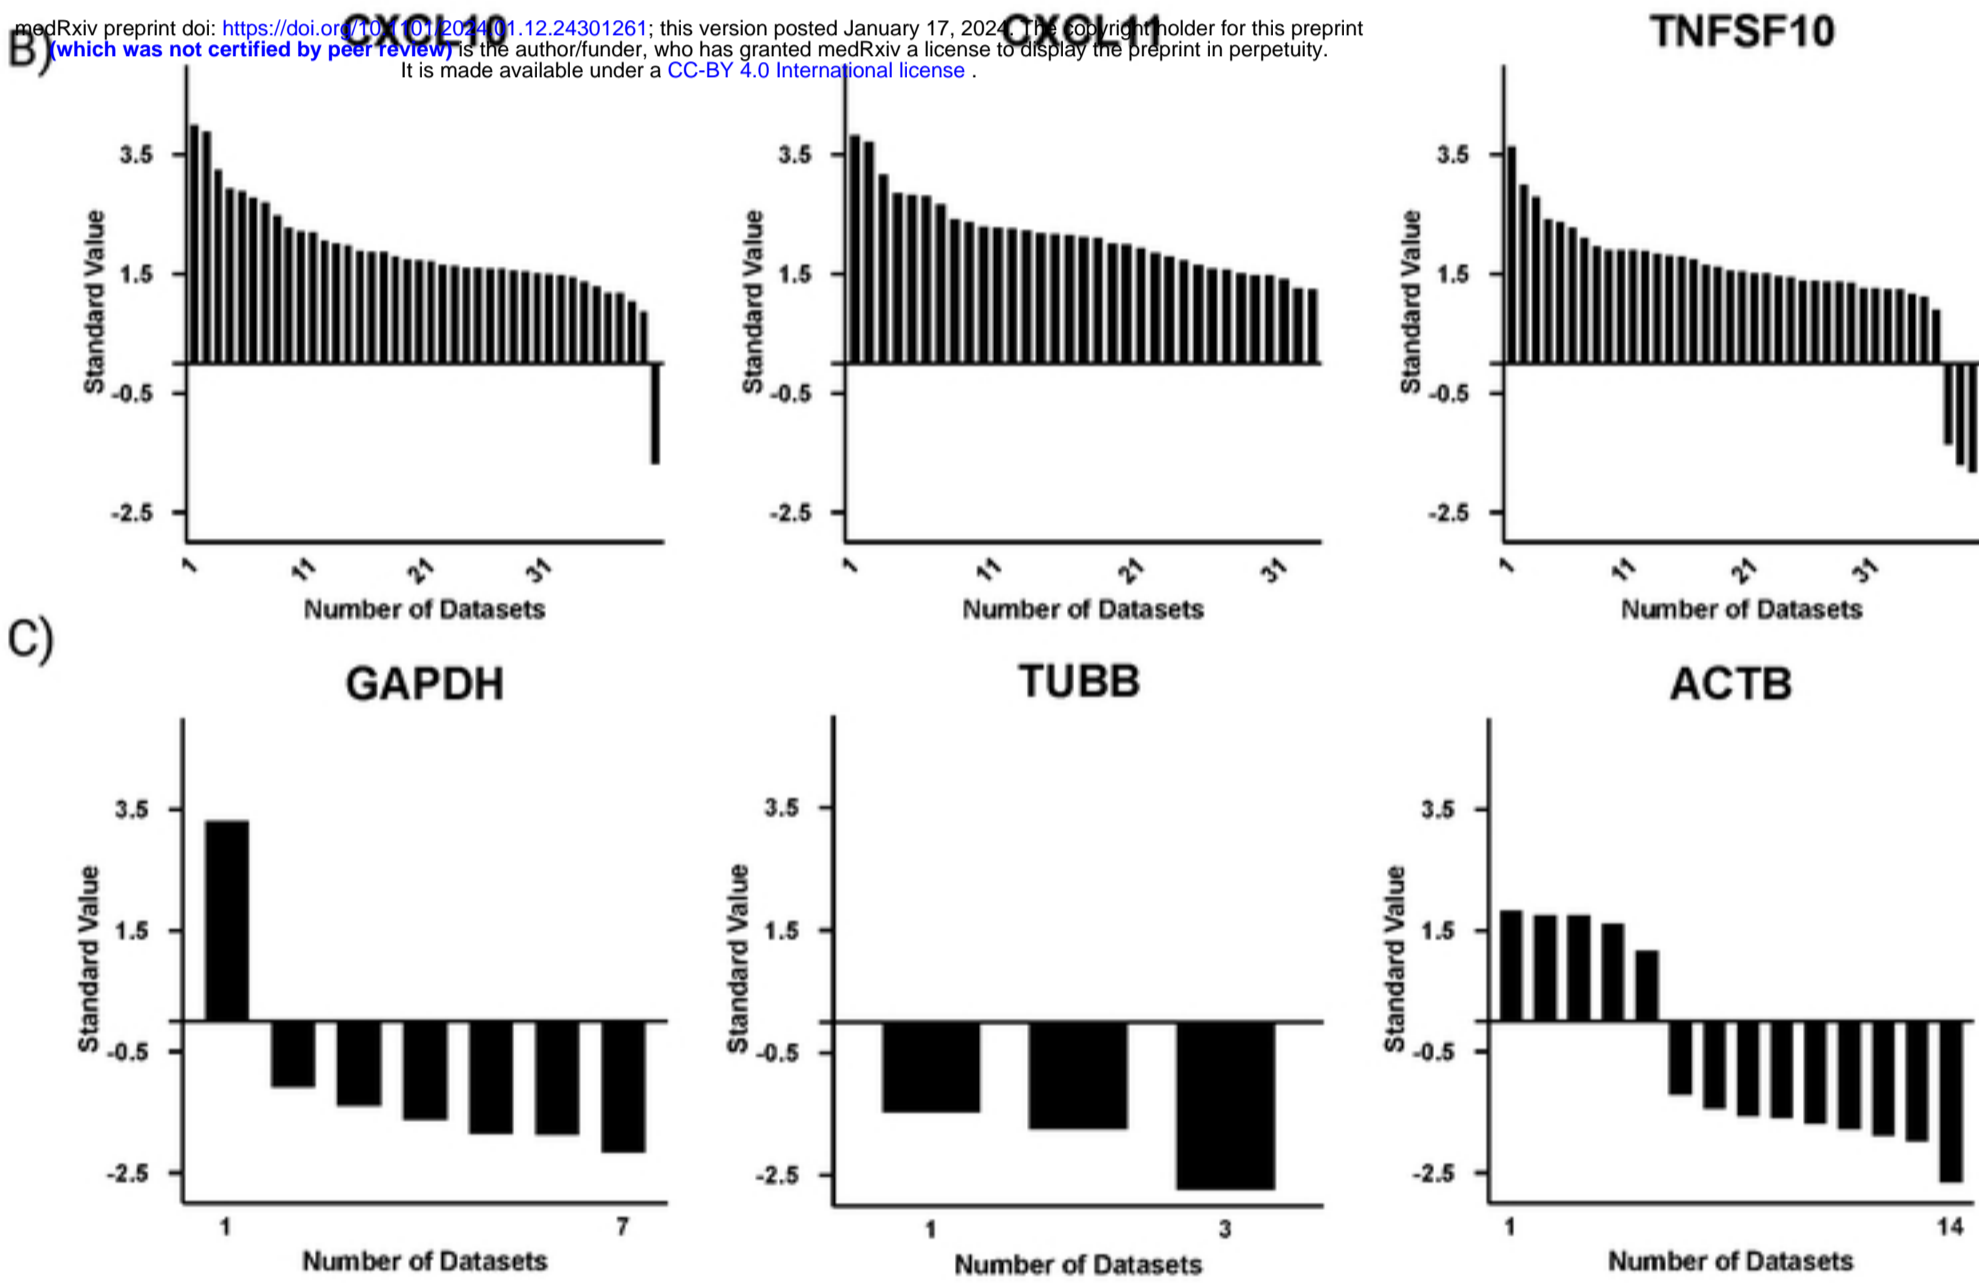 medRxiv preprint doi: https://doi.org/10.1101/2024.01.12.24301261; this version posted January 17, 2024. The copyright holder for this preprint
(which was not certified by peer review) is the author/funder, who has granted medRxiv a license to display the preprint in perpetuity.
It is made available under a CC-BY 4.0 International license .
B)
CXCL10
CXCL11
TNFSF10
Standard Value
3.5
1.5
-0.5
-2.5
1 11 21 31
Number of Datasets
Standard Value
3.5
1.5
-0.5
-2.5
1 11 21 31
Number of Datasets
Standard Value
3.5
1.5
-0.5
-2.5
1 11 21 31
Number of Datasets
C)
GAPDH
TUBB
ACTB
Standard Value
3.5
1.5
-0.5
-2.5
1 7
Number of Datasets
Standard Value
3.5
1.5
-0.5
-2.5
1 3
Number of Datasets
Standard Value
3.5
1.5
-0.5
-2.5
1 14
Number of Datasets